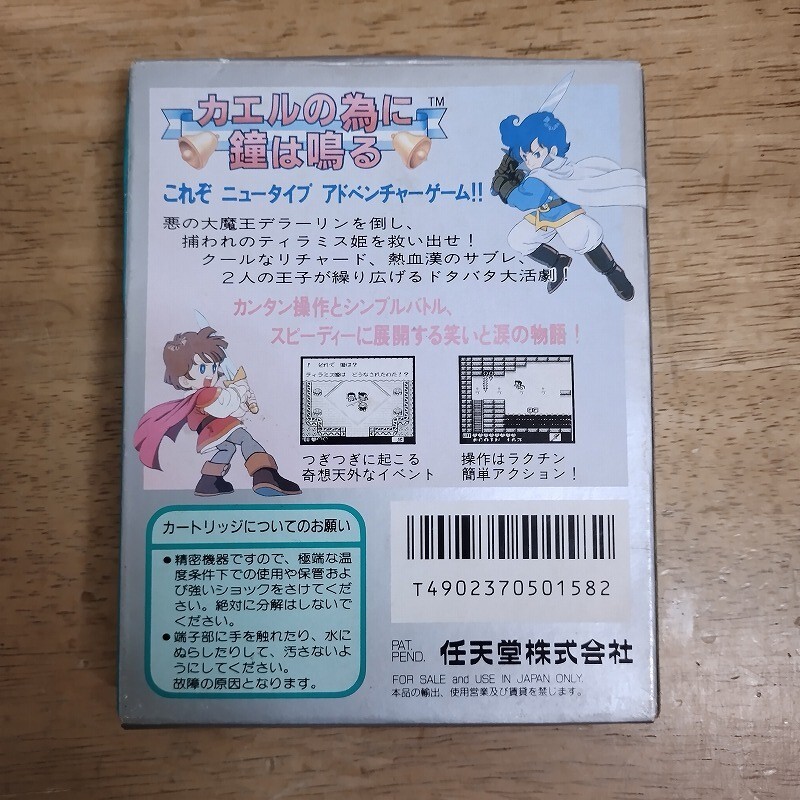 カエルの為に™
鐘は鳴る
これぞ ニュータイプ アドベンチャーゲーム!!
悪の大魔王デラーリンを倒し、
捕われのティラミス姫を救い出せ！
クールなリチャード、熱血漢のサブレ、
２人の王子が繰り広げるドタバタ大活劇！
カンタン操作とシンプルバトル、
スピーディーに展開する笑いと涙の物語！
つぎつぎに起こる
奇想天外なイベント
操作はラクチン
簡単アクション！
カートリッジについてのお願い
●精密機器ですので、極端な温
度条件下での使用や保管およ
び強いショックをさけてくだ
さい。絶対に分解はしないで
ください。
●端子部に手を触れたり、水に
ぬらしたりして、汚さないよ
うにしてください。
故障の原因となります。
T4902370501582
PAT.
PEND. 任天堂株式会社
FOR SALE and USE IN JAPAN ONLY.
本品の輸出、使用営業及び賃貸を禁じます。